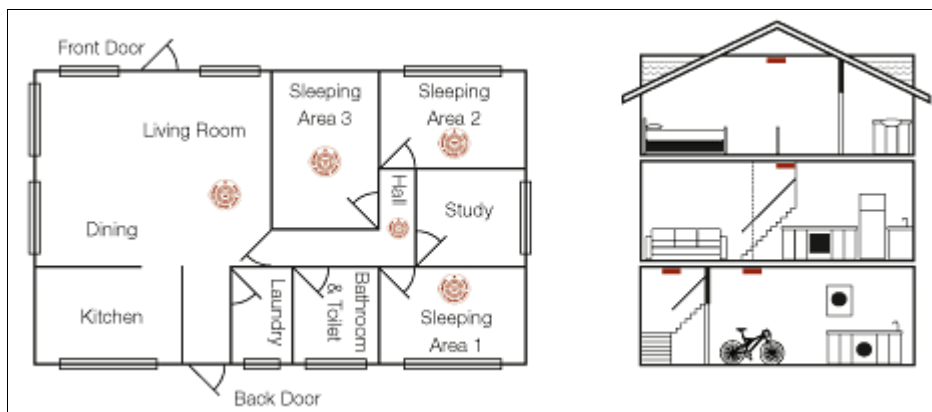 Front Door
Sleeping
Area 3
Sleeping
Area 2
Living Room
Hall
Study
Dining
Kitchen
Laundry
Bathroom
& Toilet
Sleeping
Area 1
Back Door